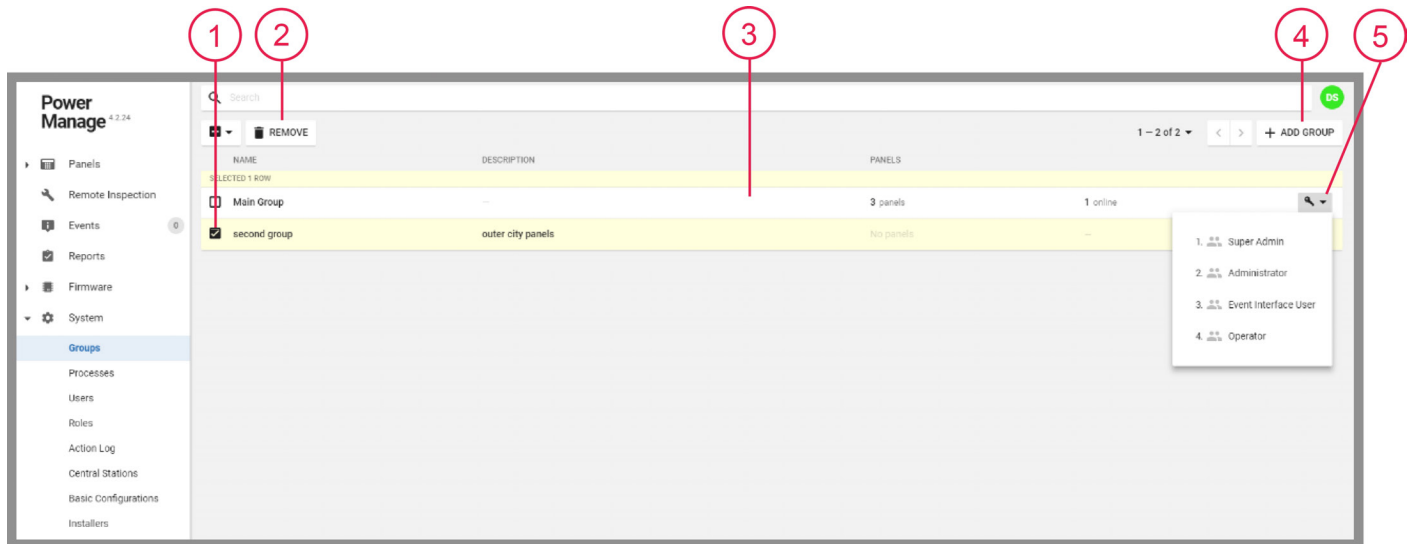 1 2 3 4 5
Power
Manage 4.2.24
Search
DS
REMOVE
1 – 2 of 2
< >
+ ADD GROUP
NAME DESCRIPTION PANELS
SELECTED 1 ROW
Main Group – 3 panels 1 online
second group outer city panels No panels –
Panels
Remote Inspection
Events 0
Reports
Firmware
System
Groups
Processes
Users
Roles
Action Log
Central Stations
Basic Configurations
Installers
1. Super Admin
2. Administrator
3. Event Interface User
4. Operator